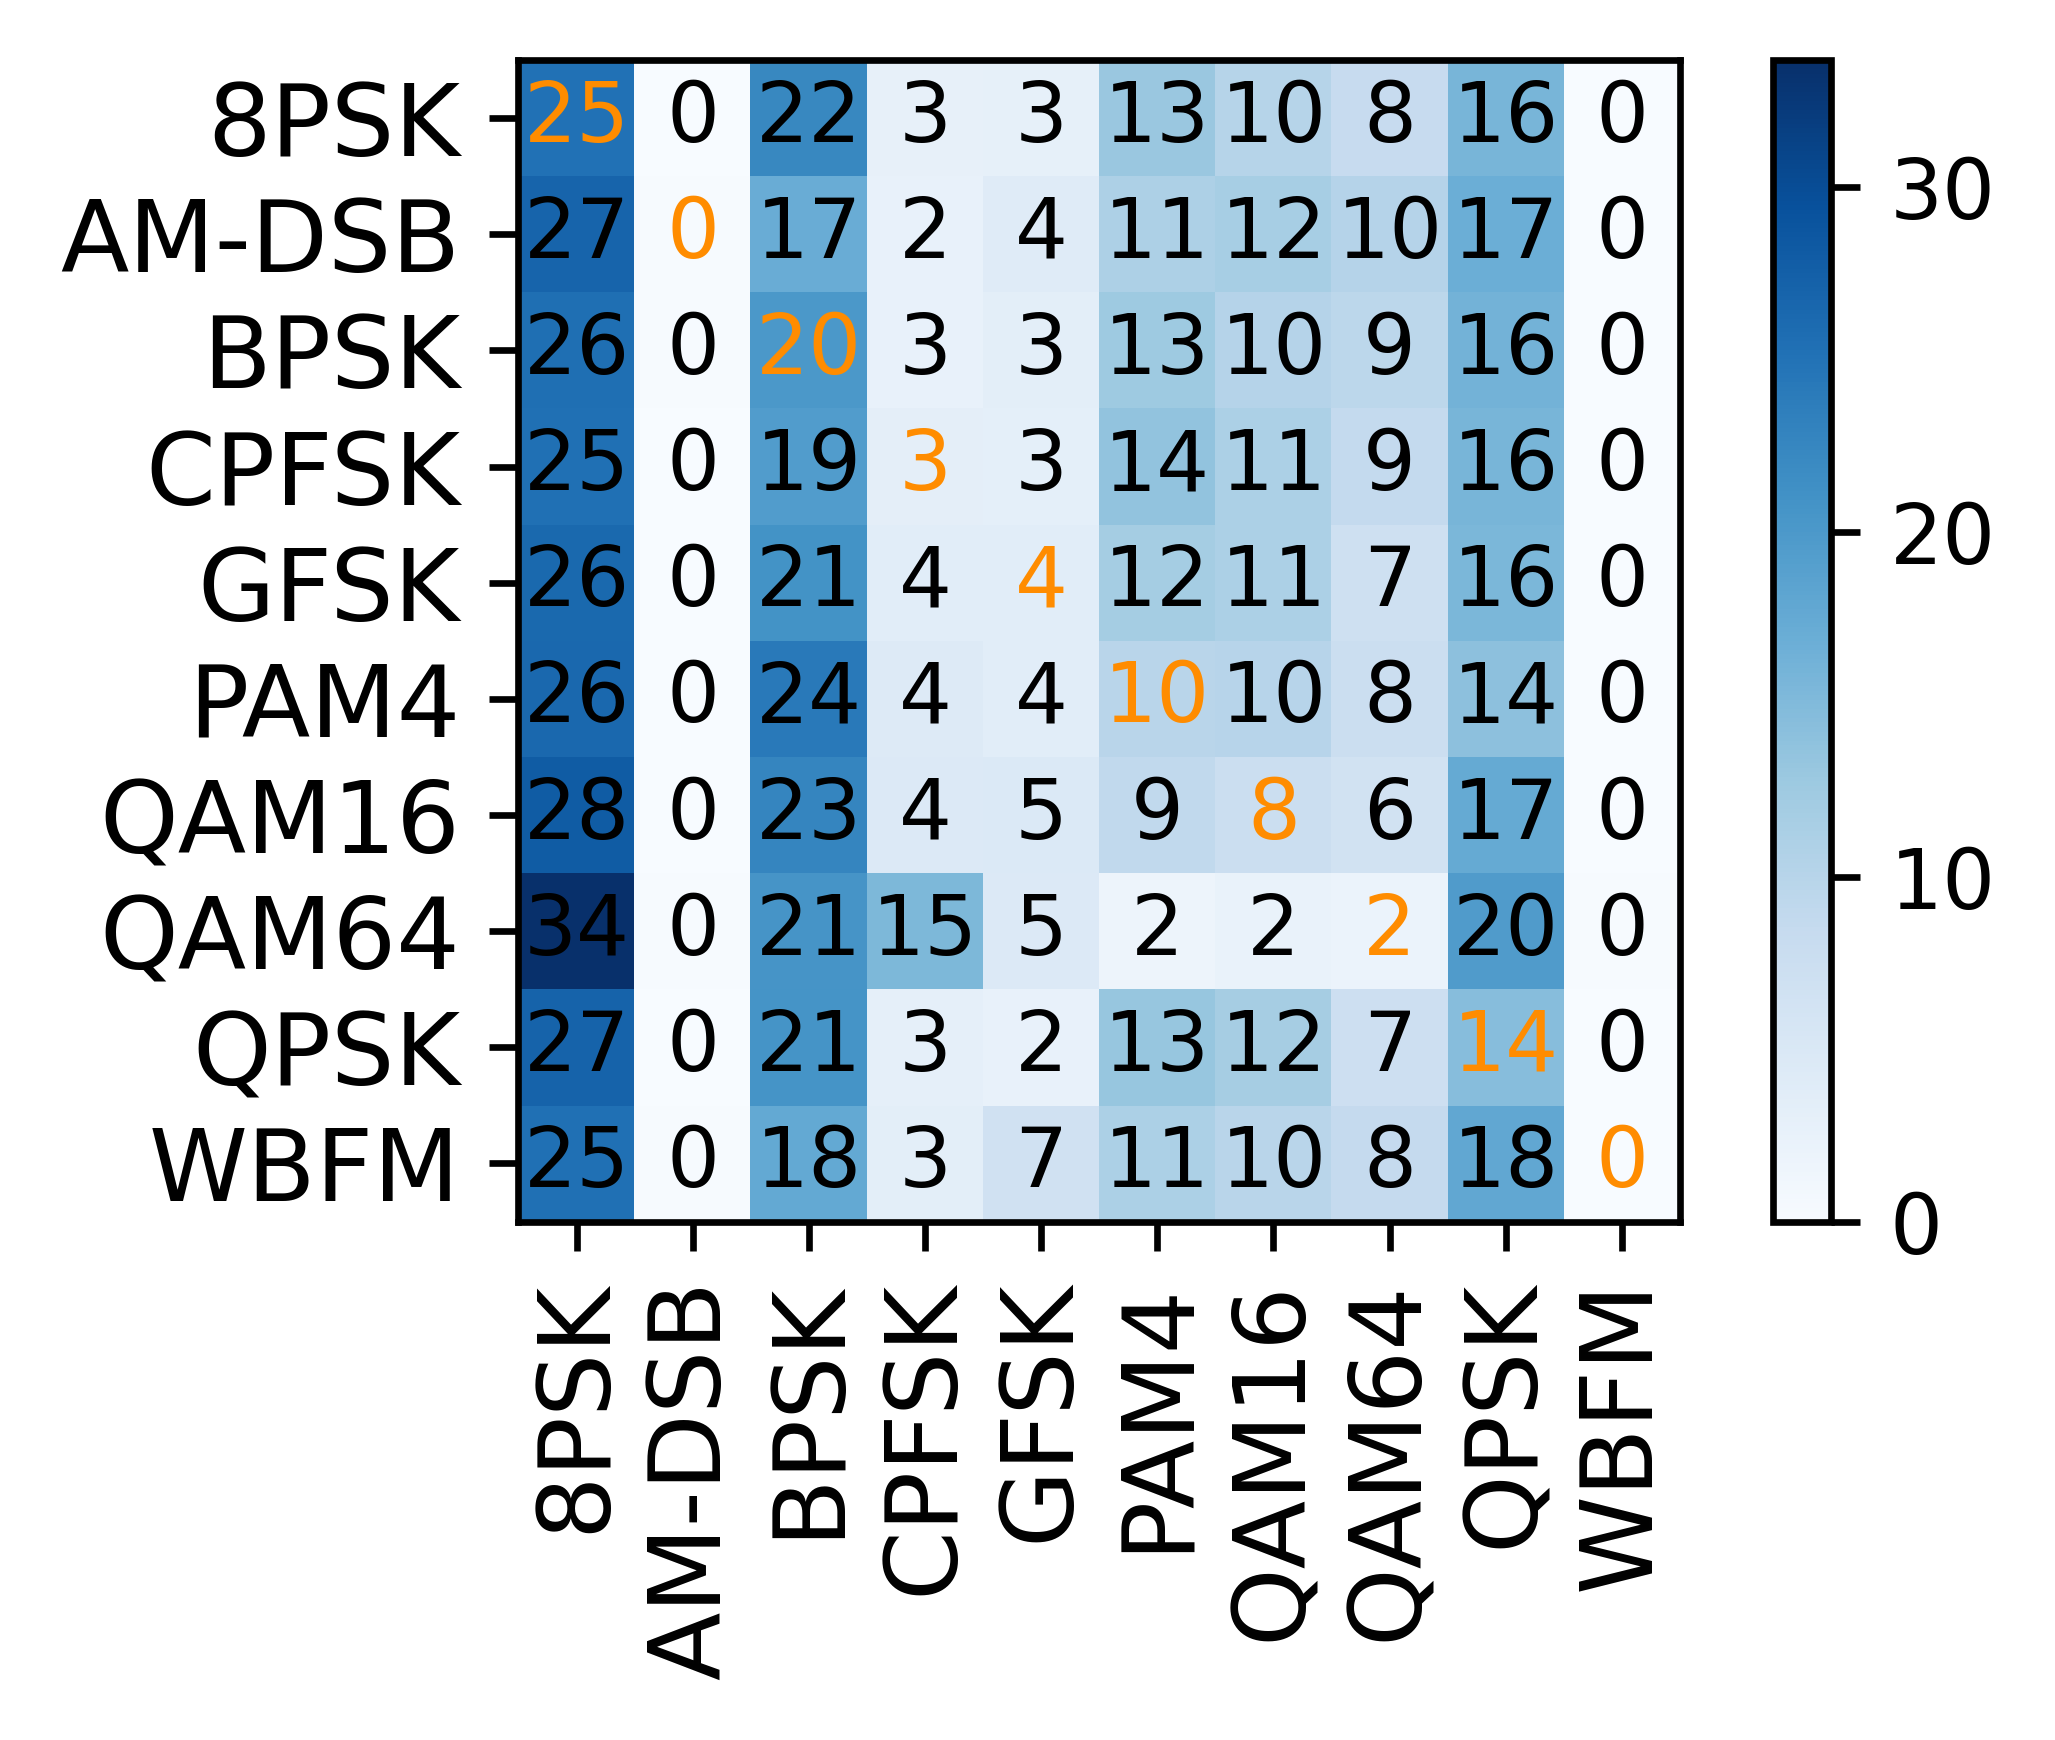 8PSK 25 0 22 3 3 13 10 8 16 0
AM-DSB 27 0 17 2 4 11 12 10 17 0
BPSK 26 0 20 3 3 13 10 9 16 0
CPFSK 25 0 19 3 3 14 11 9 16 0
GFSK 26 0 21 4 4 12 11 7 16 0
PAM4 26 0 24 4 4 10 10 8 14 0
QAM16 28 0 23 4 5 9 8 6 17 0
QAM64 34 0 21 15 5 2 2 2 20 0
QPSK 27 0 21 3 2 13 12 7 14 0
WBFM 25 0 18 3 7 11 10 8 18 0
8PSK
AM-DSB
BPSK
CPFSK
GFSK
PAM4
QAM16
QAM64
QPSK
WBFM
30
20
10
0